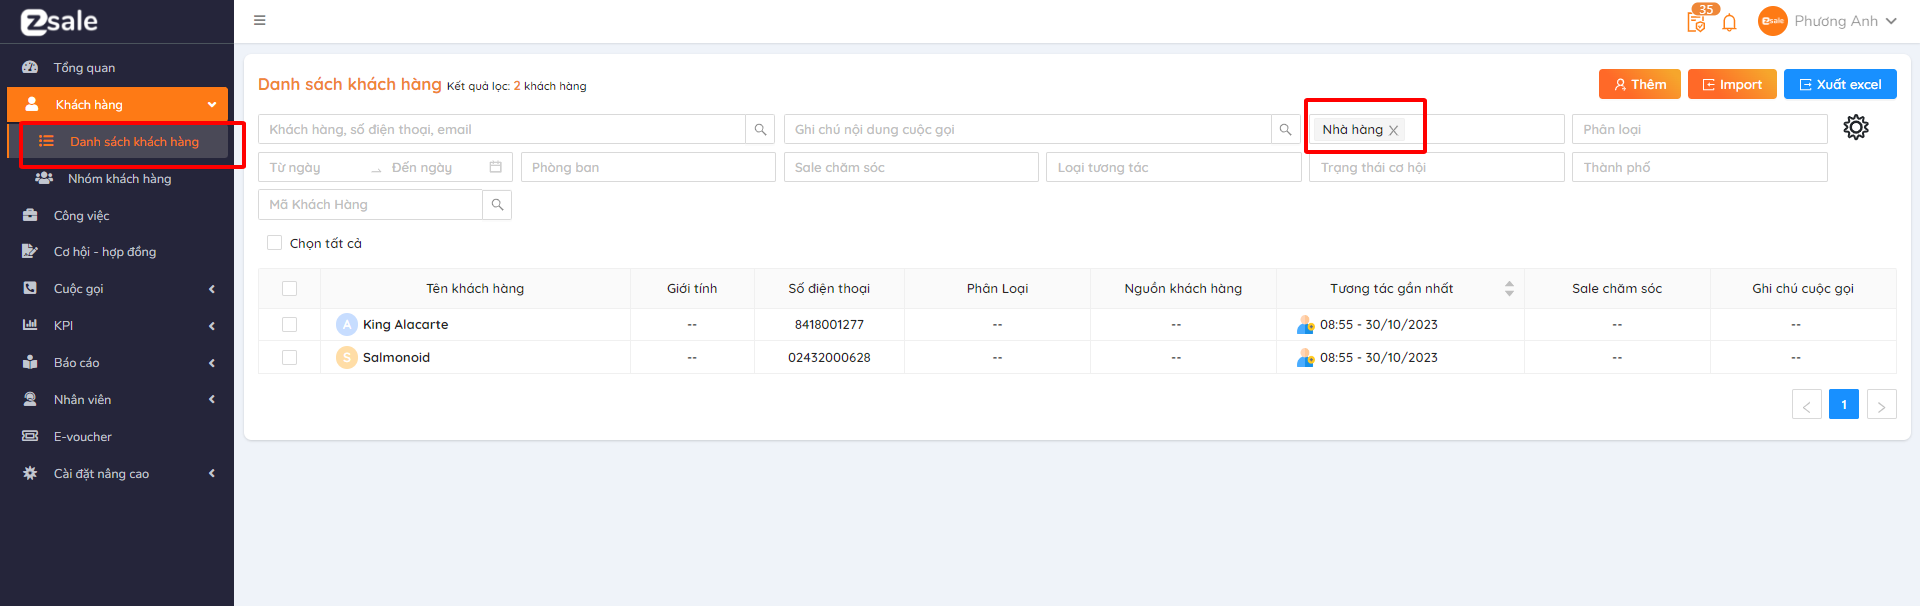 ezsale
Tổng quan
Khách hàng
Danh sách khách hàng
Nhóm khách hàng
Công việc
Cơ hội - hợp đồng
Cuộc gọi
KPI
Báo cáo
Nhân viên
E-voucher
Cài đặt nâng cao
35
Phương Anh
Danh sách khách hàng Kết quả lọc: 2 khách hàng
Thêm Import Xuất excel
Khách hàng, số điện thoại, email Ghi chú nội dung cuộc gọi Nhà hàng Phân loại
Từ ngày Đến ngày Phòng ban Sale chăm sóc Loại tương tác Trạng thái cơ hội Thành phố
Mã Khách Hàng
Chọn tất cả
Tên khách hàng Giới tính Số điện thoại Phân Loại Nguồn khách hàng Tương tác gần nhất Sale chăm sóc Ghi chú cuộc gọi
A King Alacarte -- 8418001277 -- -- 08:55 - 30/10/2023 -- --
S Salmonoid -- 02432000628 -- -- 08:55 - 30/10/2023 -- --
< 1 >